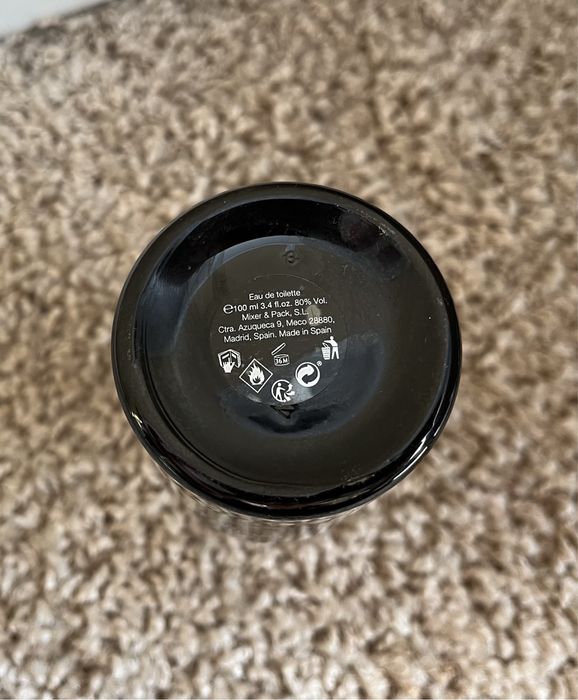 Eau de toilette
℮100 ml 3.4 fl.oz. 80% Vol.
Mixer & Pack, S.L.
Ctra. Azuqueca 9, Meco 28880,
Madrid, Spain. Made in Spain
36 M
®